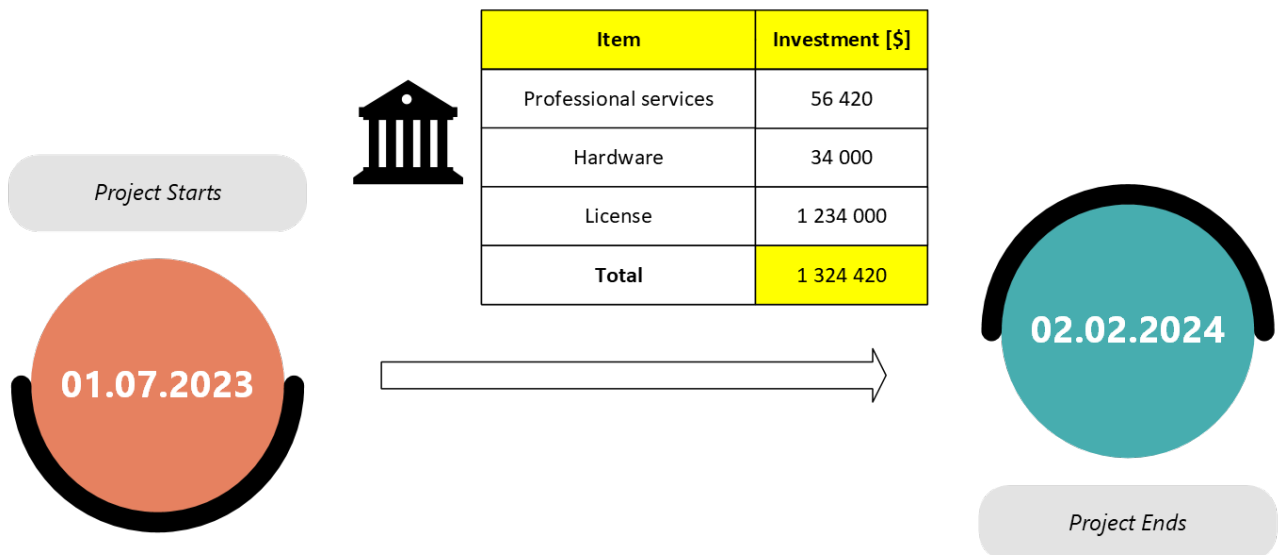 Item Investment [$]
Professional services 56 420
Hardware 34 000
License 1 234 000
Total 1 324 420
Project Starts
01.07.2023
02.02.2024
Project Ends